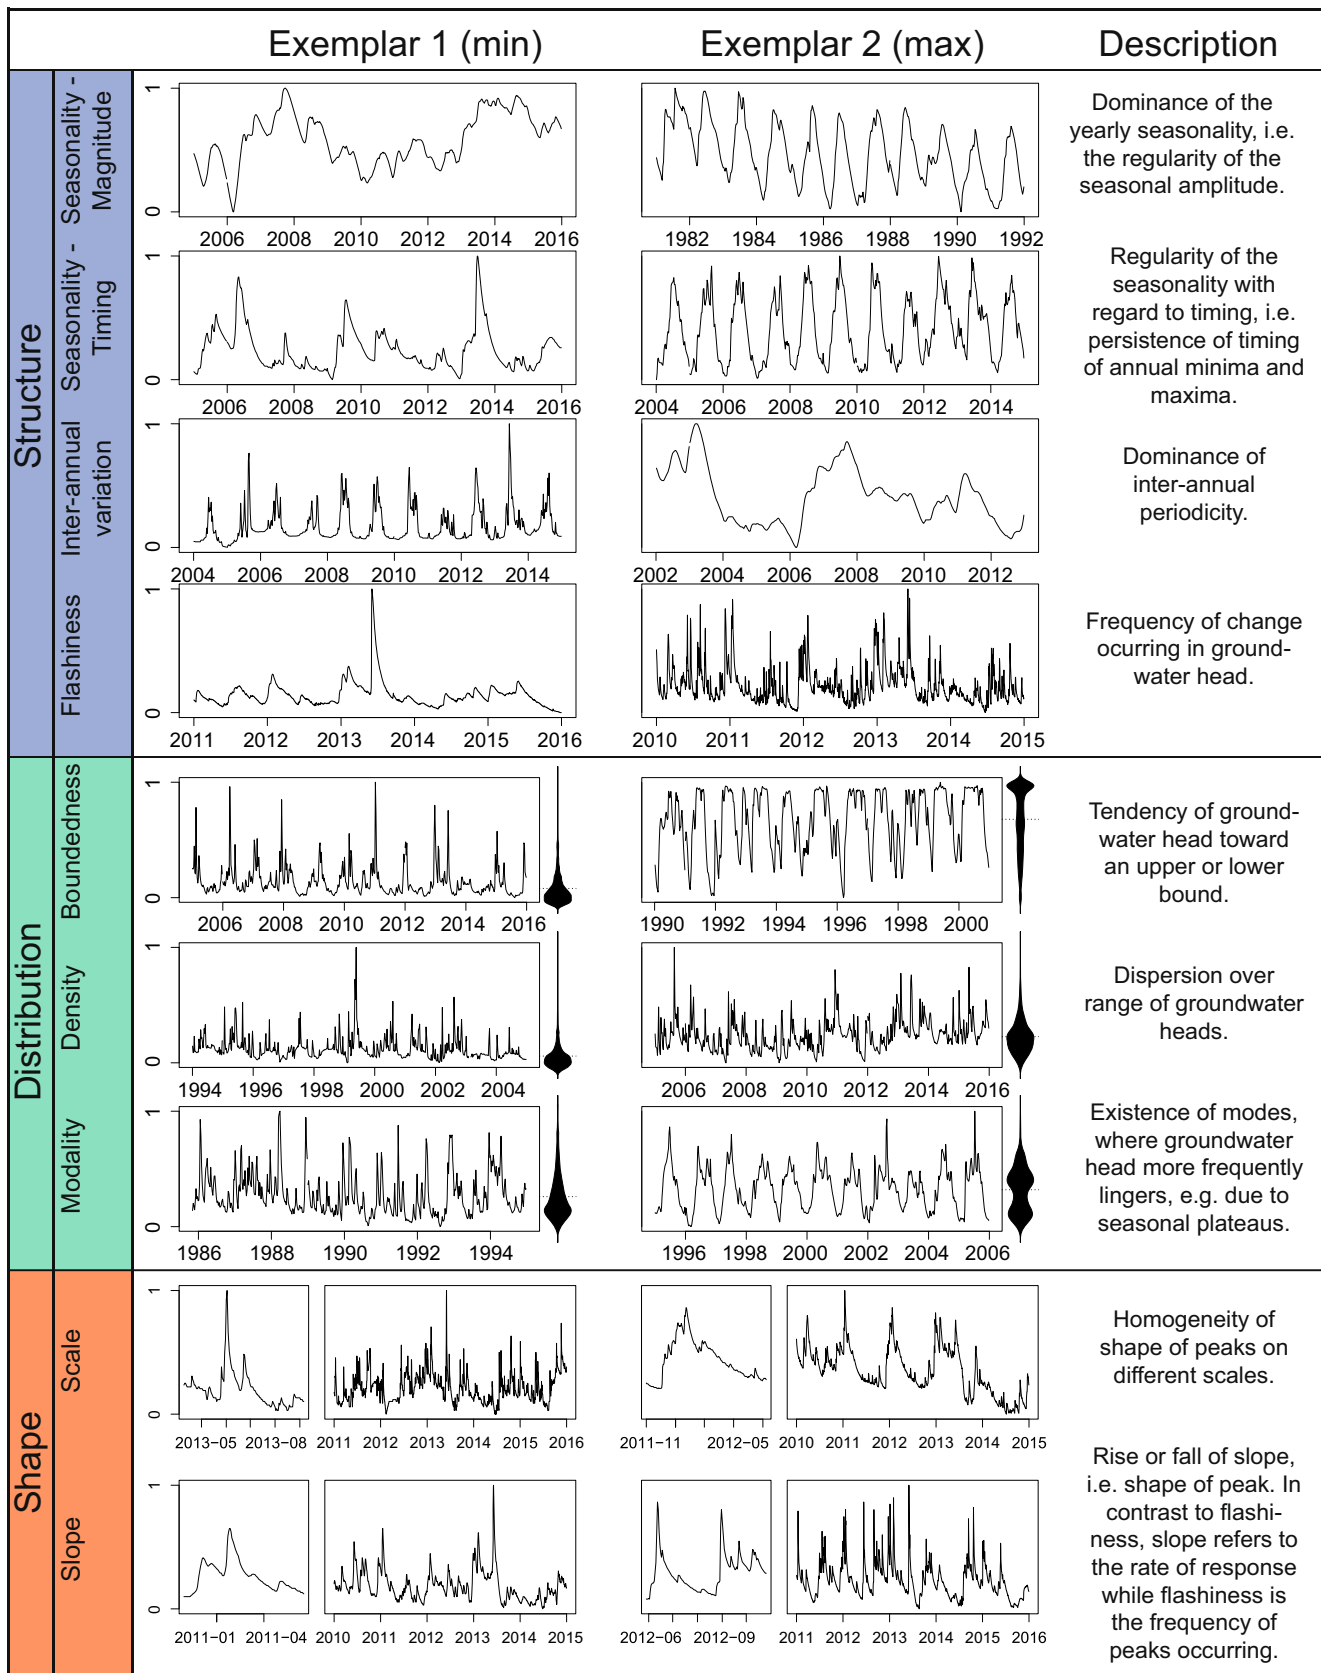 Exemplar 1 (min)
Exemplar 2 (max)
Description
Structure
Seasonality -
Magnitude
0
1
2006 2008 2010 2012 2014 2016
1982 1984 1986 1988 1990 1992
Dominance of the
yearly seasonality, i.e.
the regularity of the
seasonal amplitude.
Seasonality -
Timing
0
1
2006 2008 2010 2012 2014 2016
2004 2006 2008 2010 2012 2014
Regularity of the
seasonality with
regard to timing, i.e.
persistence of timing
of annual minima and
maxima.
Inter-annual
variation
0
1
2004 2006 2008 2010 2012 2014
2002 2004 2006 2008 2010 2012
Dominance of
inter-annual
periodicity.
Flashiness
0
1
2011 2012 2013 2014 2015 2016
2010 2011 2012 2013 2014 2015
Frequency of change
ocurring in ground-
water head.
Distribution
Boundedness
0
1
2006 2008 2010 2012 2014 2016
1990 1992 1994 1996 1998 2000
Tendency of ground-
water head toward
an upper or lower
bound.
Density
0
1
1994 1996 1998 2000 2002 2004
2006 2008 2010 2012 2014 2016
Dispersion over
range of groundwater
heads.
Modality
0
1
1986 1988 1990 1992 1994
1996 1998 2000 2002 2004 2006
Existence of modes,
where groundwater
head more frequently
lingers, e.g. due to
seasonal plateaus.
Shape
Scale
0
1
2013-05 2013-08
2011 2012 2013 2014 2015 2016
2011-11 2012-05
2010 2011 2012 2013 2014 2015
Homogeneity of
shape of peaks on
different scales.
Slope
0
1
2011-01 2011-04
2010 2011 2012 2013 2014 2015
2012-06 2012-09
2011 2012 2013 2014 2015 2016
Rise or fall of slope,
i.e. shape of peak. In
contrast to flashi-
ness, slope refers to
the rate of response
while flashiness is
the frequency of
peaks occurring.